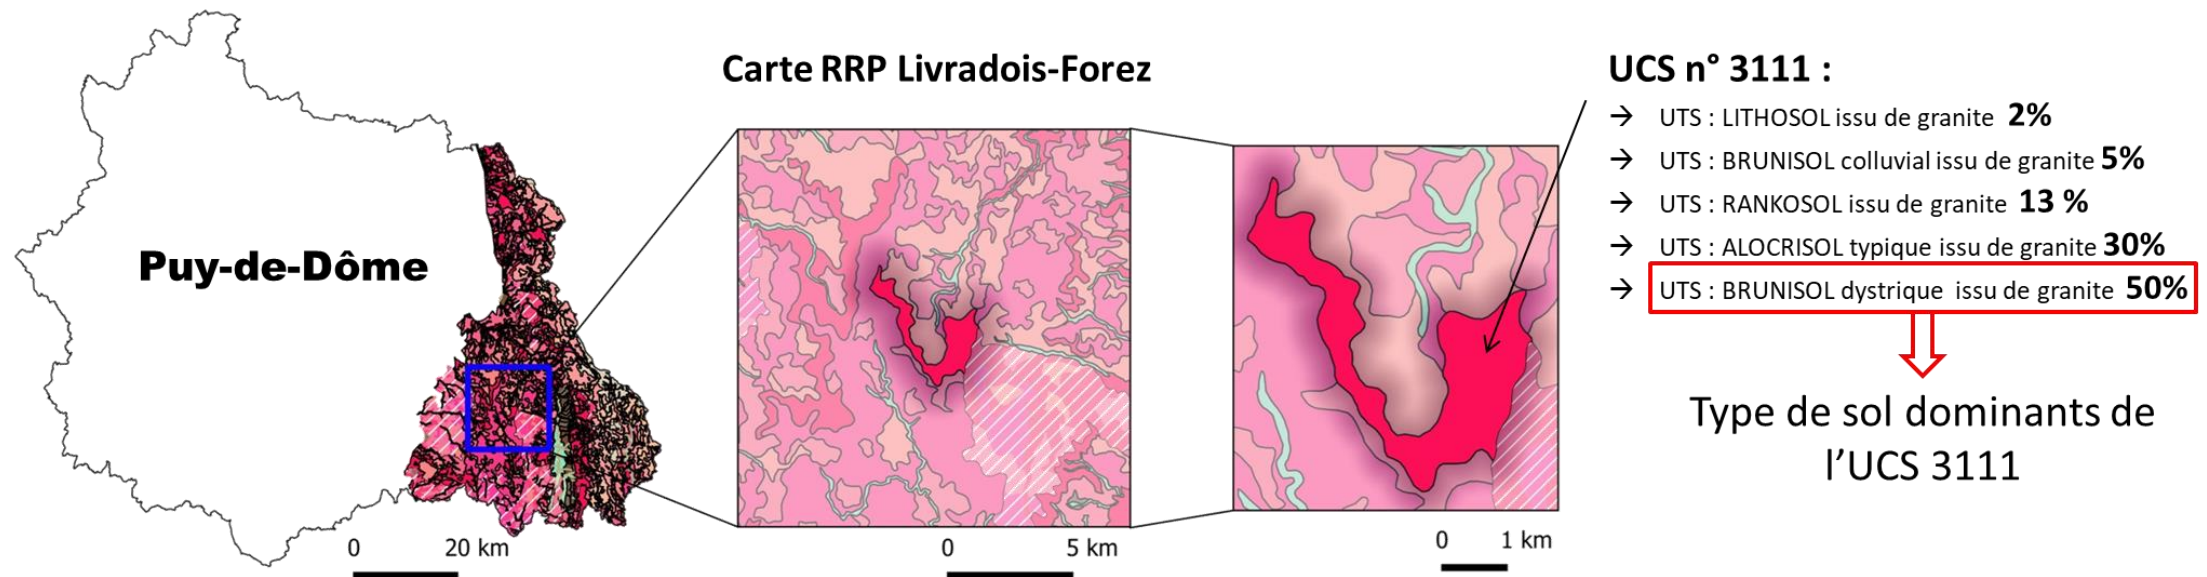 Carte RRP Livradois-Forez
UCS n° 3111 :
→ UTS : LITHOSOL issu de granite 2%
→ UTS : BRUNISOL colluvial issu de granite 5%
→ UTS : RANKOSOL issu de granite 13 %
→ UTS : ALOCRISOL typique issu de granite 30%
→ UTS : BRUNISOL dystrique issu de granite 50%
Puy-de-Dôme
Type de sol dominants de
l’UCS 3111
0 20 km
0 5 km
0 1 km